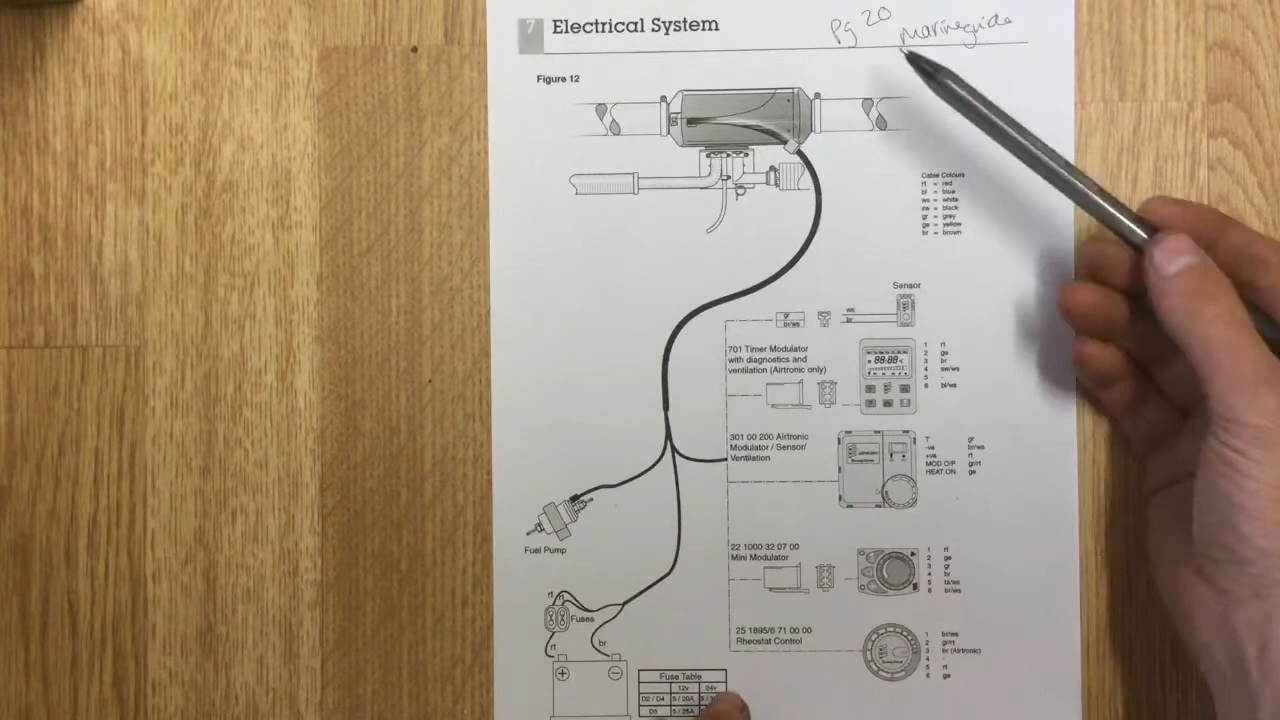 7 Electrical System
Pg 20 marineguide
Figure 12
Cable Colours
rt = red
bl = blue
ws = white
sw = black
gr = grey
ge = yellow
br = brown
Sensor
gr
br/ws
ws
br
701 Timer Modulator
with diagnostics and
ventilation (Airtronic only)
88:88
1 rt
2 ge
3 br
4 sw/ws
5 -
6 bl/ws
301 00 200 Airtronic
Modulator / Sensor/
Ventilation
T gr
-ve br/ws
+ve rt
MOD O/P gr/rt
HEAT ON ge
Fuel Pump
22 1000 32 07 00
Mini Modulator
1 rt
2 ge
3 gr
4 br
5 bl/ws
6 br/ws
rt
rt
Fuses
rt
br
25 1895/6 71 00 00
Rheostat Control
1 br/ws
2 gr/rt
3 br (Airtronic)
4 -
5 rt
6 ge
Fuse Table
12v 24v
D2 / D4 5 / 20A
D5 5 / 25A